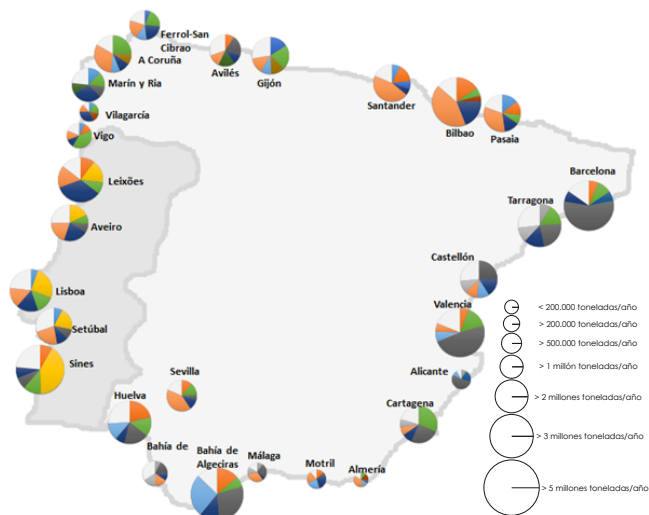 Ferrol-San
Cibrao
A Coruña
Avilés
Gijón
Marín y Ria
Vilagarcía
Vigo
Santander
Bilbao
Pasaia
Barcelona
Leixões
Tarragona
Aveiro
Castellón
Lisboa
Valencia
Setúbal
Sines
Sevilla
Alicante
Huelva
Cartagena
Bahía de
Bahía de
Algeciras
Málaga
Motril
Almería
< 200.000 toneladas/año
> 200.000 toneladas/año
> 500.000 toneladas/año
> 1 millón toneladas/año
> 2 millones toneladas/año
> 3 millones toneladas/año
> 5 millones toneladas/año